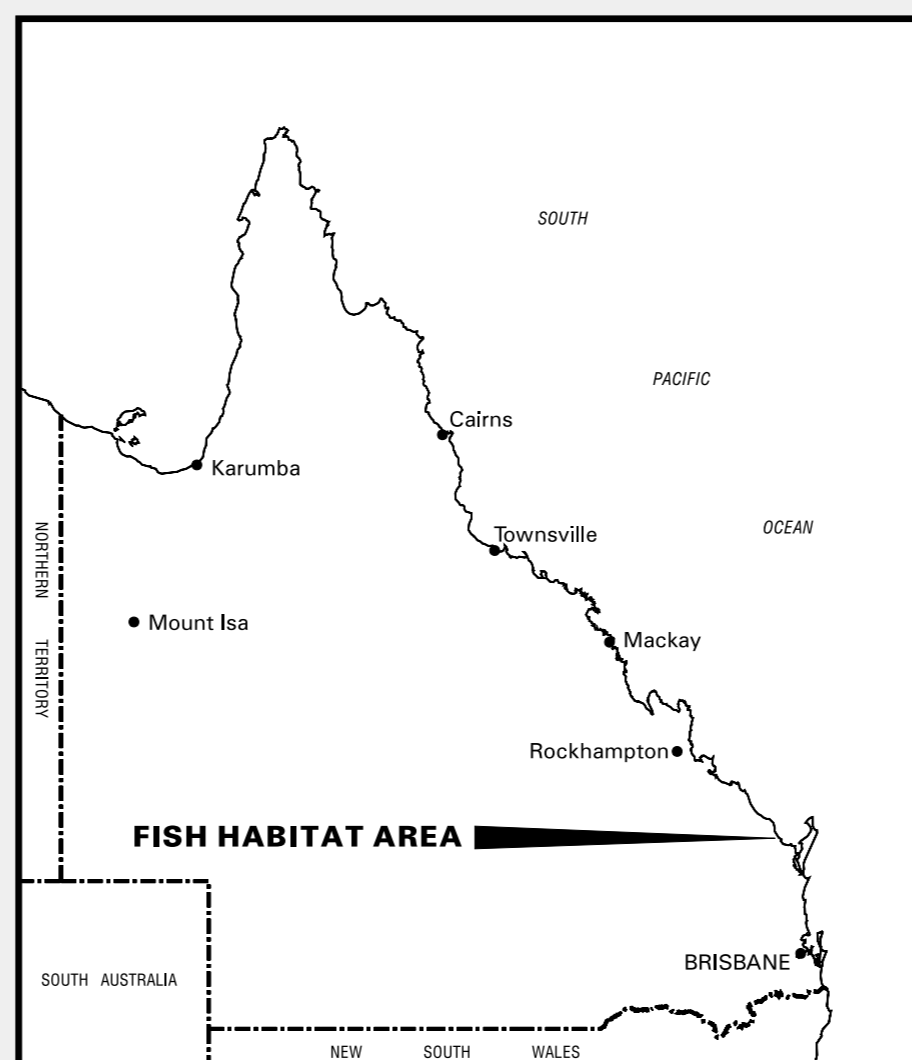 SOUTH
PACIFIC
Cairns
Karumba
OCEAN
Townsville
NORTHERN TERRITORY
Mount Isa
Mackay
Rockhampton
FISH HABITAT AREA
BRISBANE
SOUTH AUSTRALIA
NEW SOUTH WALES